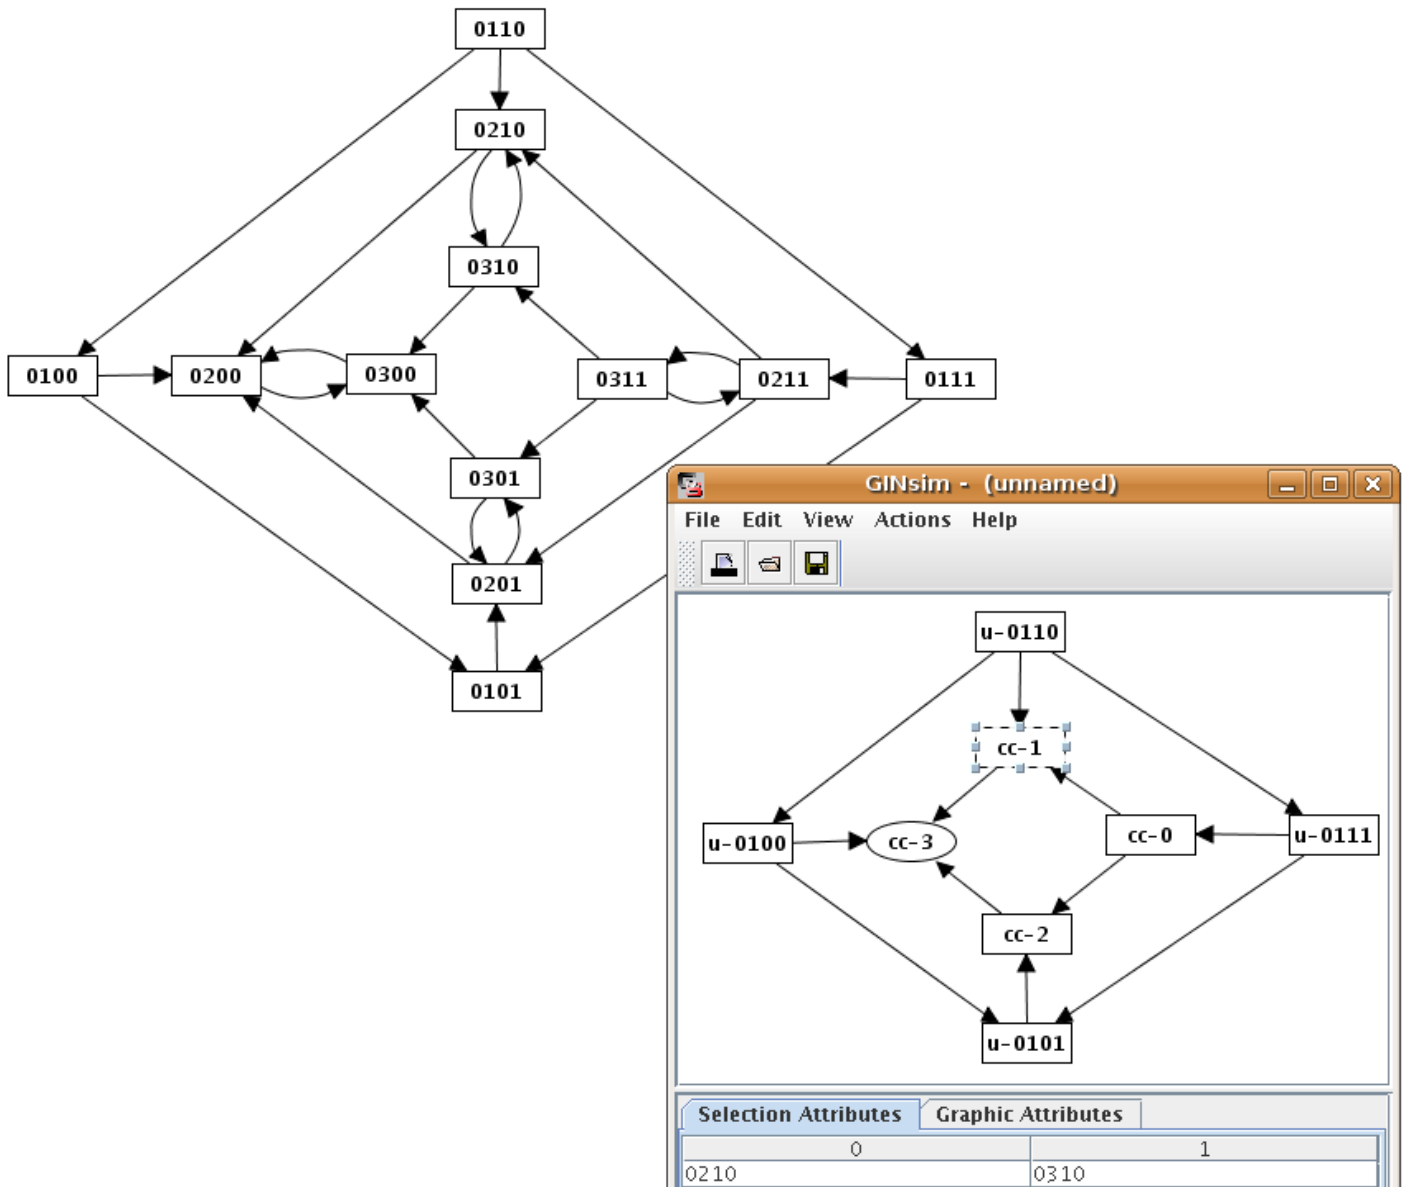 0110
0210
0310
0100
0200
0300
0311
0211
0111
0301
0201
0101
GINsim - (unnamed)
File Edit View Actions Help
u-0110
cc-1
u-0100
cc-3
cc-0
u-0111
cc-2
u-0101
Selection Attributes Graphic Attributes
0 1
0210 0310